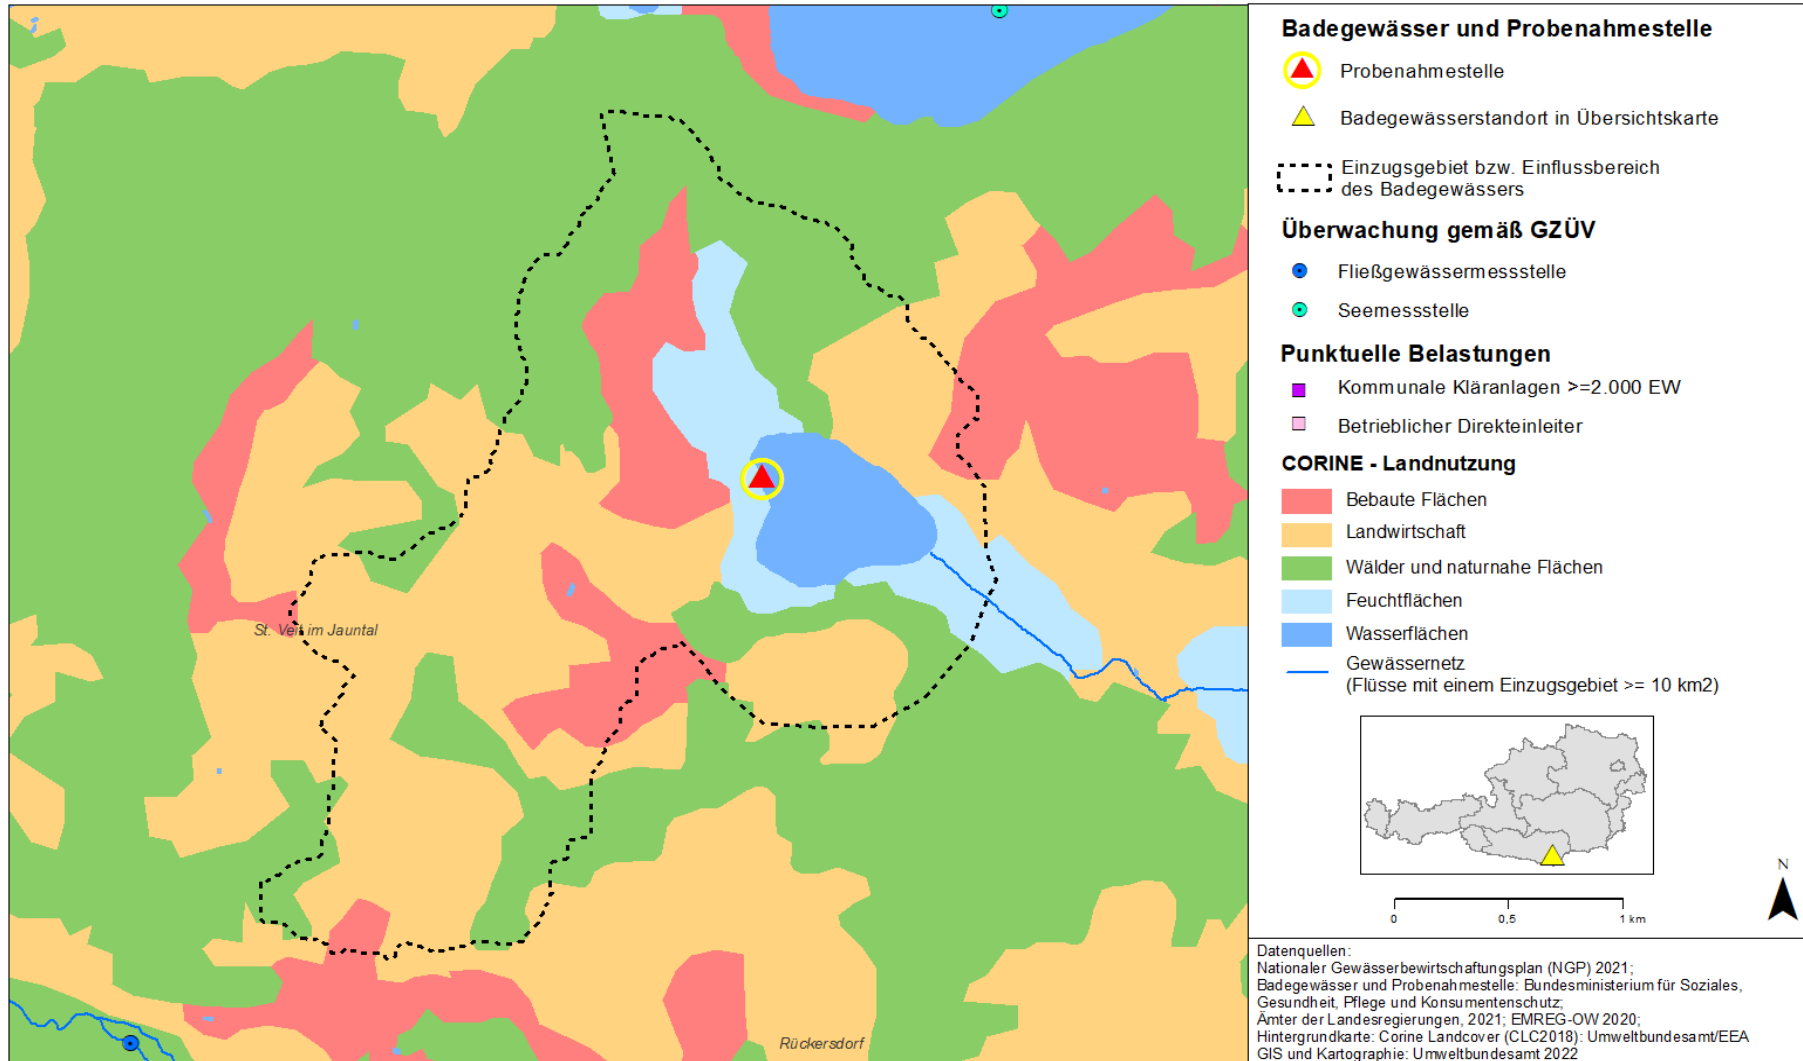 Badegewässer und Probenahmestelle
Probenahmestelle
Badegewässerstandort in Übersichtskarte
Einzugsgebiet bzw. Einflussbereich
des Badegewässers
Überwachung gemäß GZÜV
Fließgewässermessstelle
Seemessstelle
Punktuelle Belastungen
Kommunale Kläranlagen >=2.000 EW
Betrieblicher Direkteinleiter
CORINE - Landnutzung
Bebaute Flächen
Landwirtschaft
Wälder und naturnahe Flächen
Feuchtflächen
Wasserflächen
Gewässernetz
(Flüsse mit einem Einzugsgebiet >= 10 km2)
N
0 0,5 1 km
Datenquellen:
Nationaler Gewässerbewirtschaftungsplan (NGP) 2021;
Badegewässer und Probenahmestelle: Bundesministerium für Soziales,
Gesundheit, Pflege und Konsumentenschutz;
Ämter der Landesregierungen, 2021; EMREG-OW 2020;
Hintergrundkarte: Corine Landcover (CLC2018): Umweltbundesamt/EEA
GIS und Kartographie: Umweltbundesamt 2022
St. Veit im Jauntal
Rückersdorf